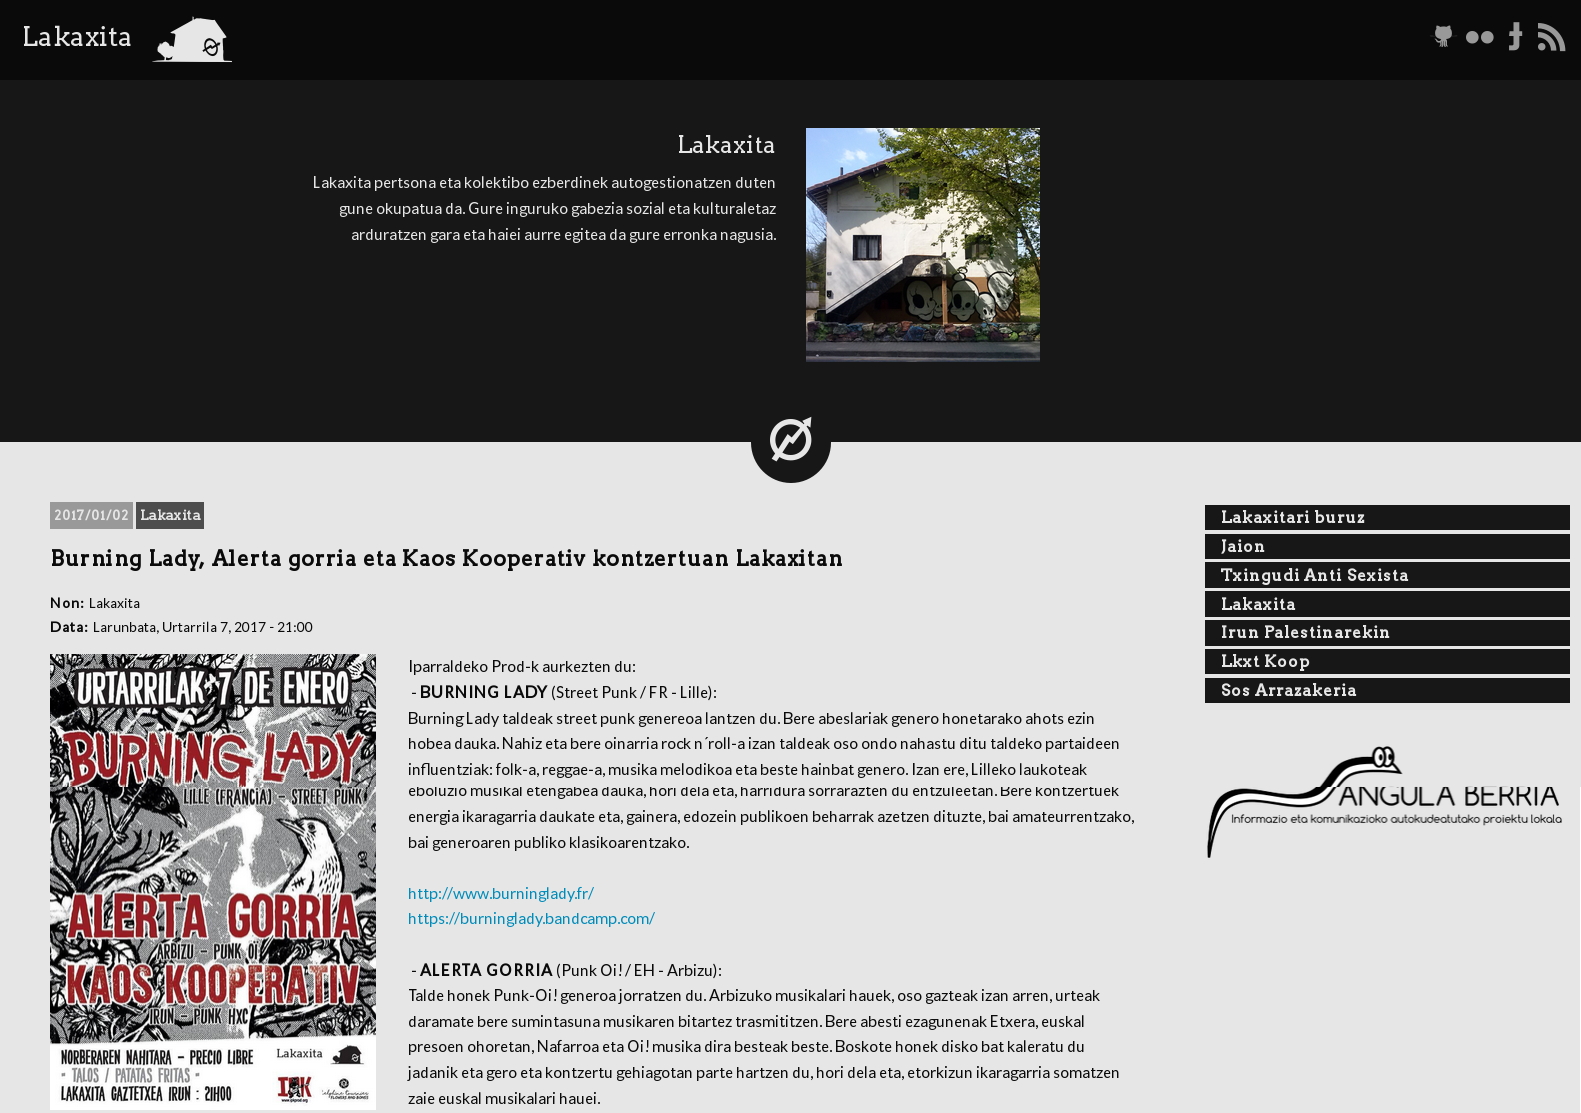 Lakaxita
Lakaxita
Lakaxita pertsona eta kolektibo ezberdinek autogestionatzen duten
gune okupatua da. Gure inguruko gabezia sozial eta kulturaletaz
arduratzen gara eta haiei aurre egitea da gure erronka nagusia.
2017/01/02 Lakaxita
Burning Lady, Alerta gorria eta Kaos Kooperativ kontzertuan Lakaxitan
Non: Lakaxita
Data: Larunbata, Urtarrila 7, 2017 - 21:00
URTARRILAK 7 DE ENERO
BURNING LADY
LILLE (FRANCIA) - STREET PUNK
ALERTA GORRIA
ARBIZU - PUNK OI
KAOS KOOPERATIV
IRUN - PUNK HXC
NORBERAREN NAHITARA - PRECIO LIBRE
- TALOS / PATATAS FRITAS -
LAKAXITA GAZTETXEA IRUN : 21H00
Lakaxita
Iparraldeko Prod-k aurkezten du:
- BURNING LADY (Street Punk / FR - Lille):
Burning Lady taldeak street punk genereoa lantzen du. Bere abeslariak genero honetarako ahots ezin
hobea dauka. Nahiz eta bere oinarria rock n´roll-a izan taldeak oso ondo nahastu ditu taldeko partaideen
influentziak: folk-a, reggae-a, musika melodikoa eta beste hainbat genero. Izan ere, Lilleko laukoteak
eboluzio musikal etengabea dauka, hori dela eta, harridura sorrarazten du entzuleetan. Bere kontzertuek
energia ikaragarria daukate eta, gainera, edozein publikoen beharrak azetzen dituzte, bai amateurrentzako,
bai generoaren publiko klasikoarentzako.
http://www.burninglady.fr/
https://burninglady.bandcamp.com/
- ALERTA GORRIA (Punk Oi! / EH - Arbizu):
Talde honek Punk-Oi! generoa jorratzen du. Arbizuko musikalari hauek, oso gazteak izan arren, urteak
daramate bere sumintasuna musikaren bitartez trasmititzen. Bere abesti ezagunenak Etxera, euskal
presoen ohoretan, Nafarroa eta Oi! musika dira besteak beste. Boskote honek disko bat kaleratu du
jadanik eta gero eta kontzertu gehiagotan parte hartzen du, hori dela eta, etorkizun ikaragarria somatzen
zaie euskal musikalari hauei.
Lakaxitari buruz
Jaion
Txingudi Anti Sexista
Lakaxita
Irun Palestinarekin
Lkxt Koop
Sos Arrazakeria
ANGULA BERRIA
Informazio eta komunikazioko autokudeatutako proiektu lokala